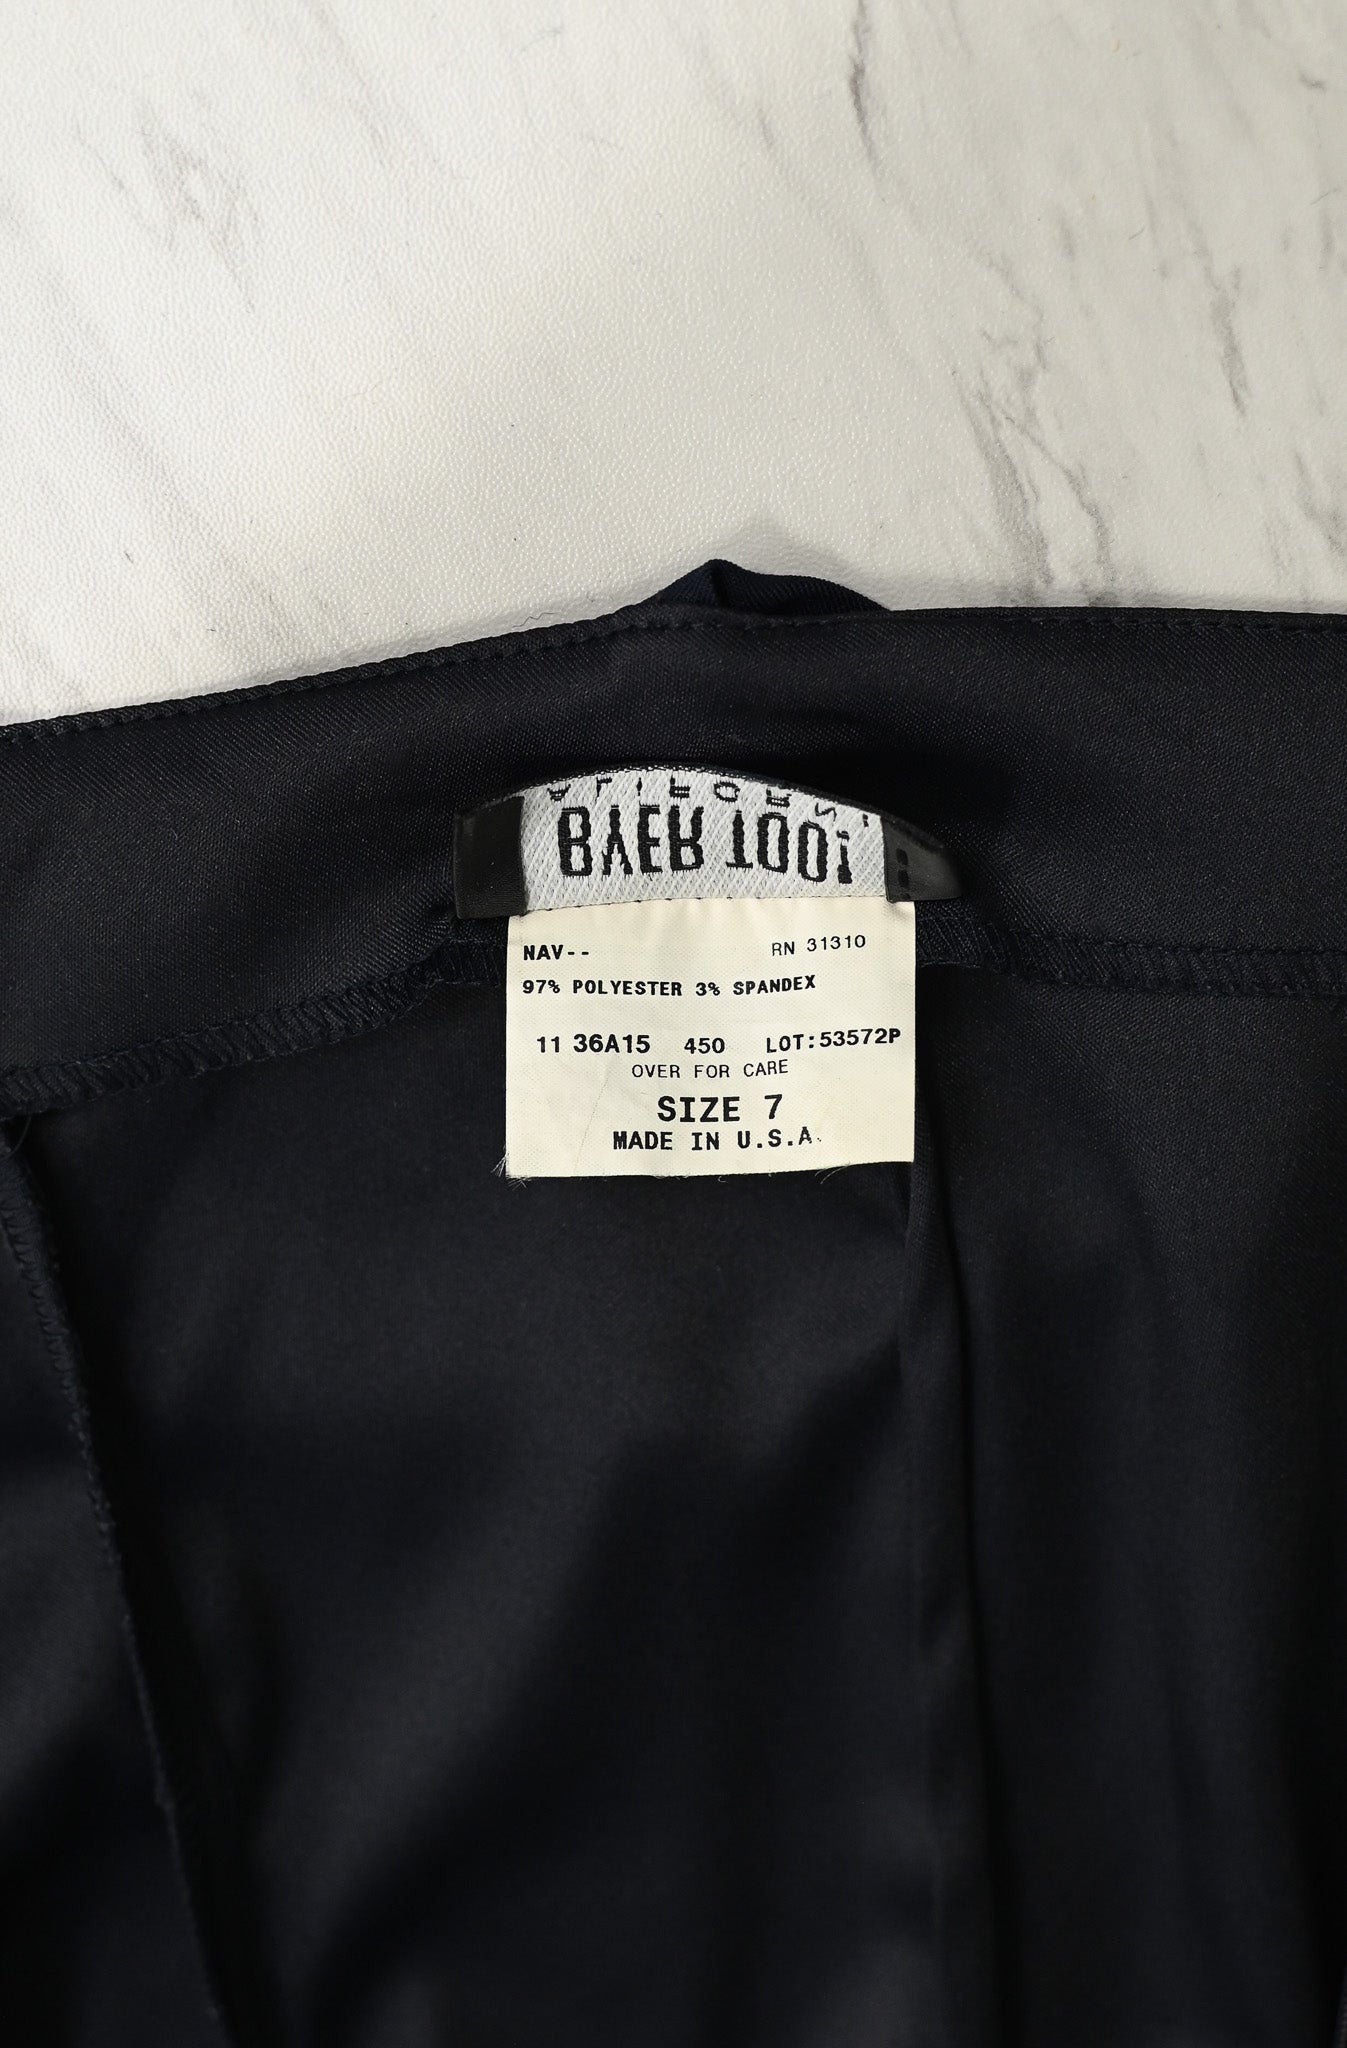 BYER TOO!
NAV-- RN 31310
97% POLYESTER 3% SPANDEX
11 36A15 450 LOT:53572P
OVER FOR CARE
SIZE 7
MADE IN U.S.A.